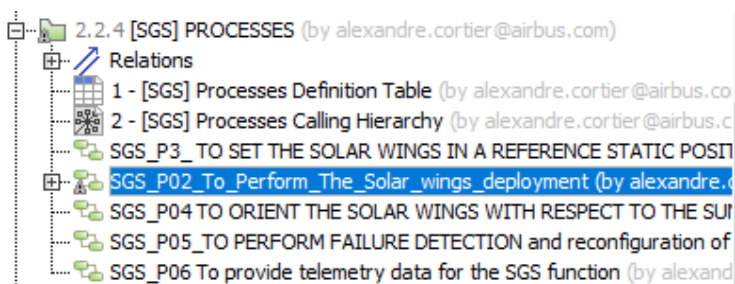 2.2.4 [SGS] PROCESSES (by alexandre.cortier@airbus.com)
Relations
1 - [SGS] Processes Definition Table (by alexandre.cortier@airbus.co
2 - [SGS] Processes Calling Hierarchy (by alexandre.cortier@airbus.c
SGS_P3_ TO SET THE SOLAR WINGS IN A REFERENCE STATIC
SGS_P02_To_Perform_The_Solar_wings_deployment (by alexandre.c
SGS_P04 TO ORIENT THE SOLAR WINGS WITH RESPECT TO THE SUN
SGS_P05_TO PERFORM FAILURE DETECTION and reconfiguration of
SGS_P06 To provide telemetry data for the SGS function (by alexand